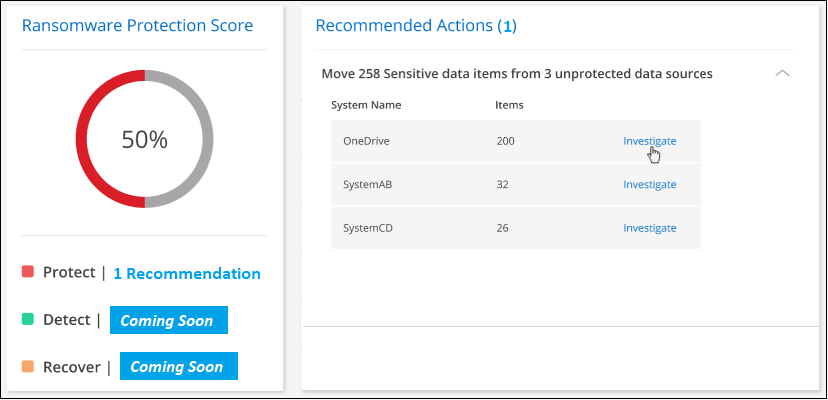 Ransomware Protection Score
50%
Protect | 1 Recommendation
Detect | Coming Soon
Recover | Coming Soon
Recommended Actions (1)
Move 258 Sensitive data items from 3 unprotected data sources
System Name Items
OneDrive 200 Investigate
SystemAB 32 Investigate
SystemCD 26 Investigate